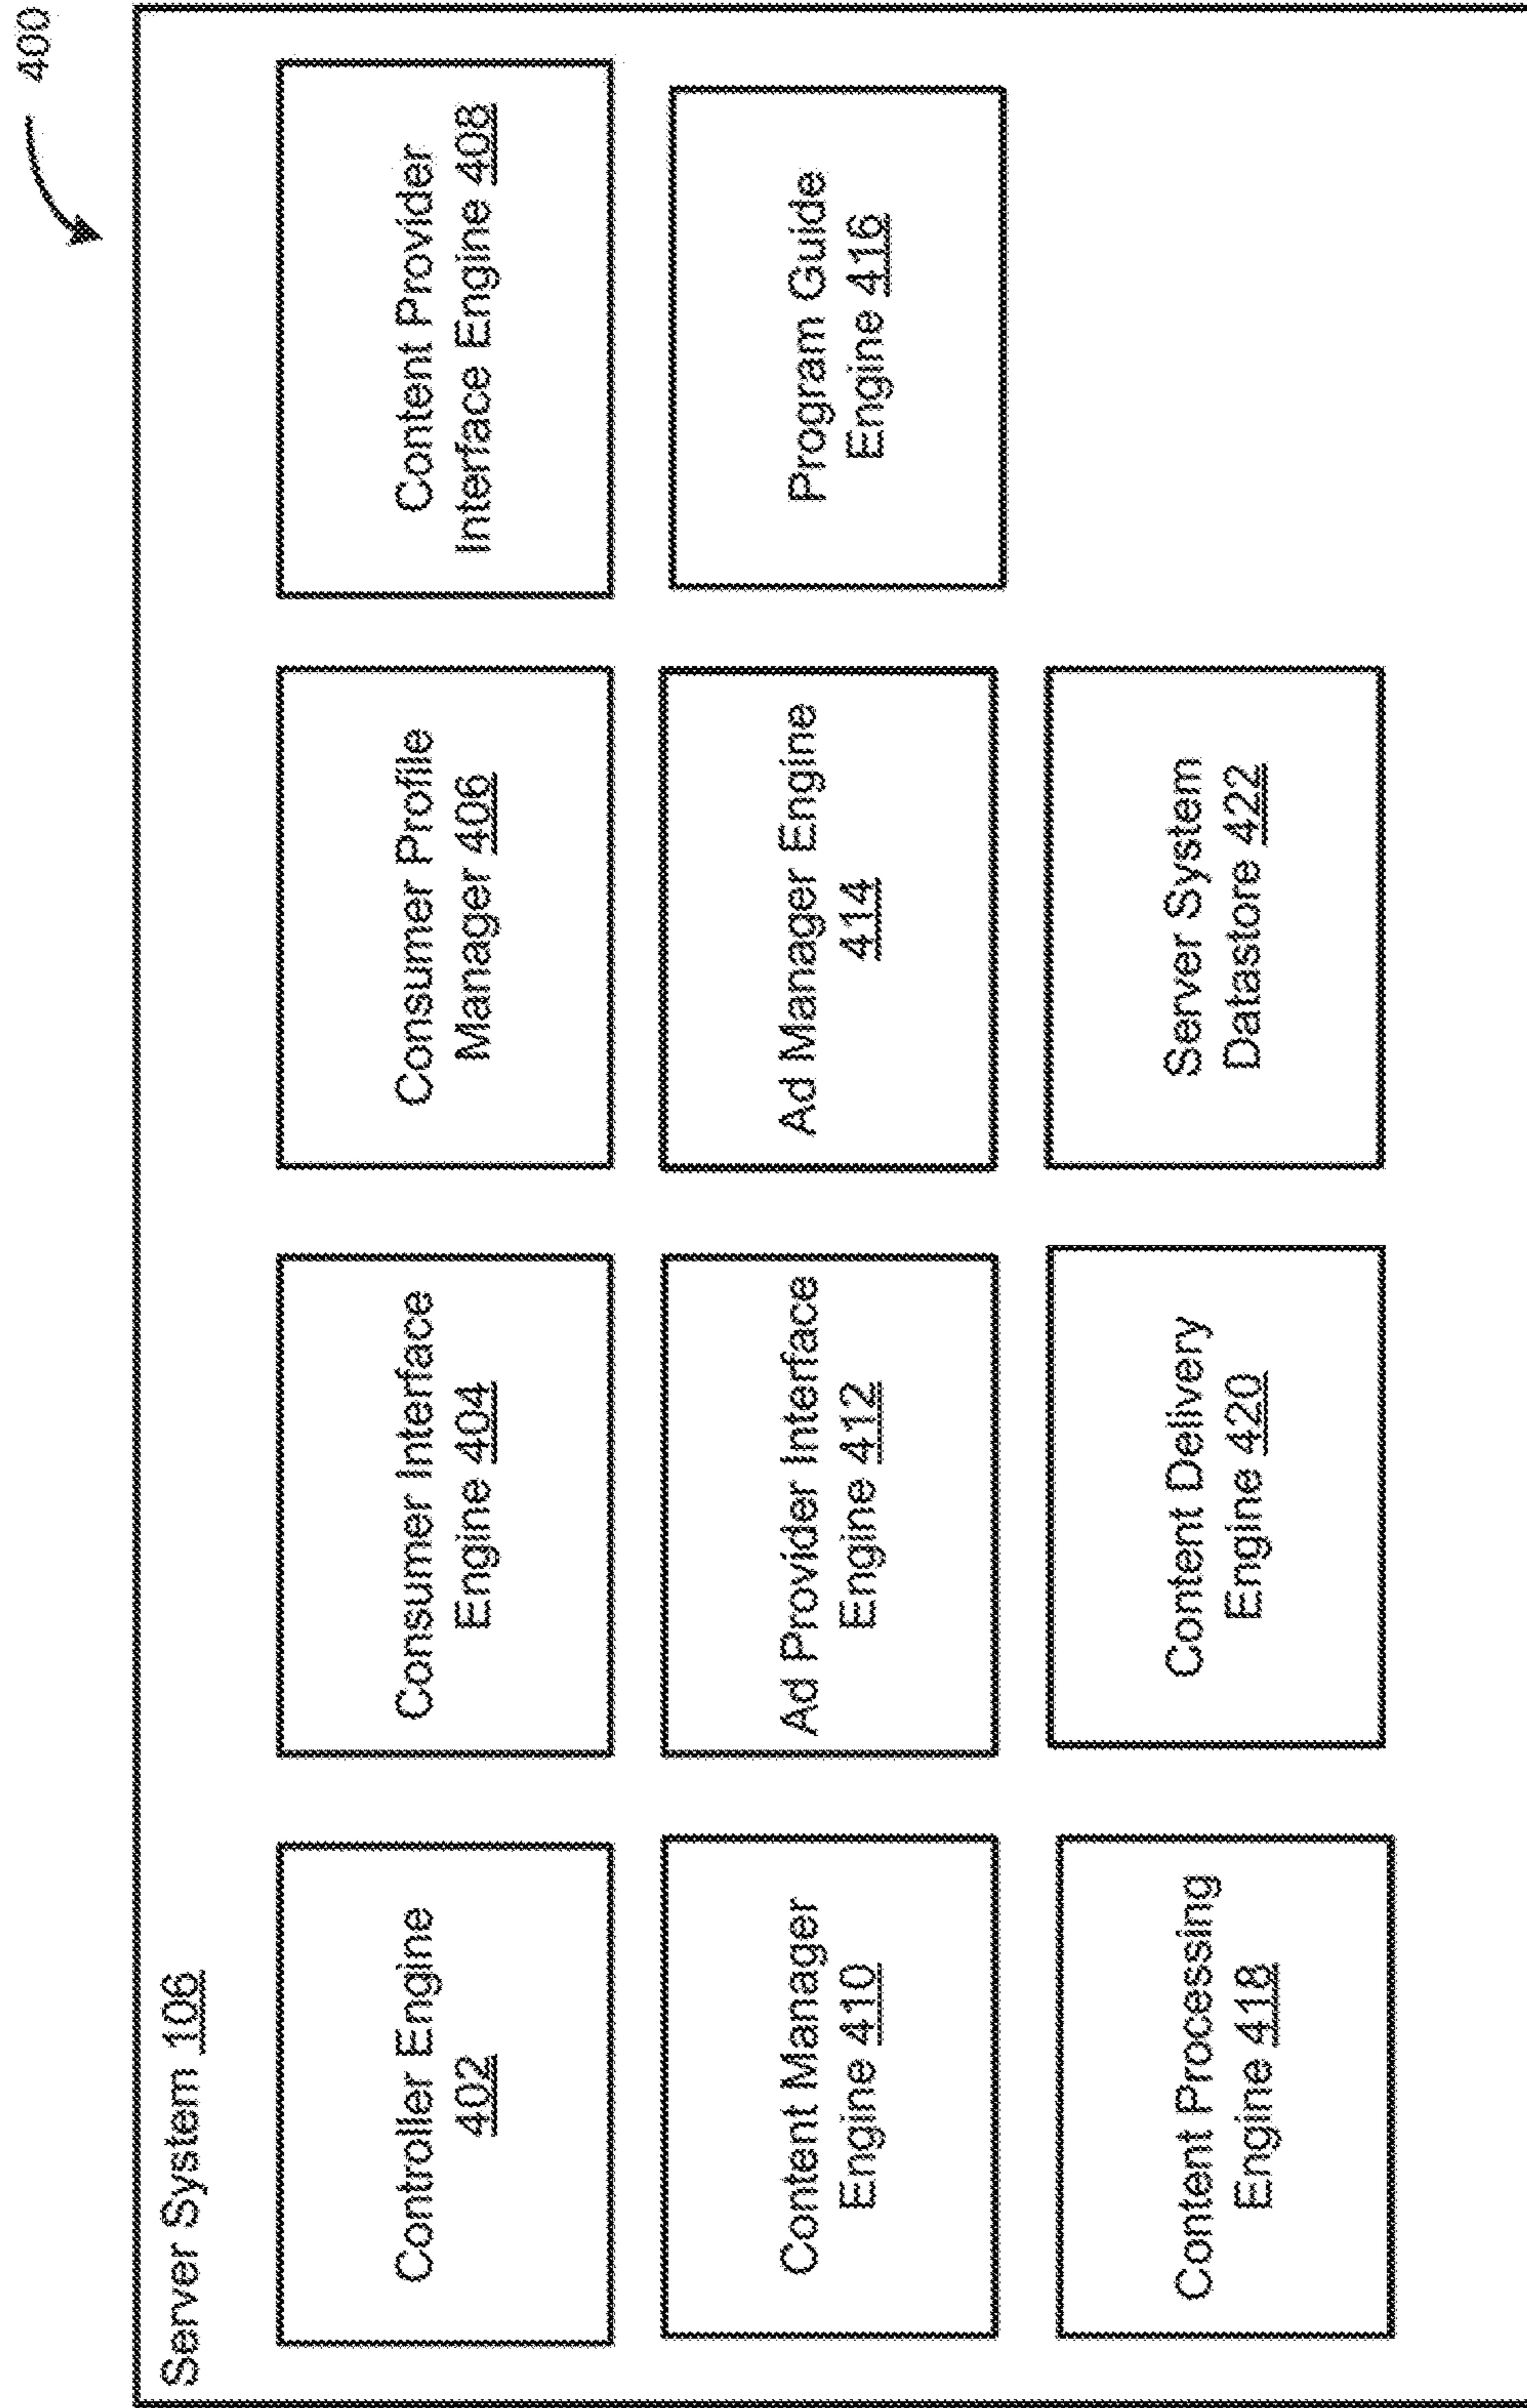 400
Server System 106
Controller Engine
402
Consumer Interface
Engine 404
Consumer Profile
Manager 406
Content Provider
Interface Engine 408
Content Manager
Engine 410
Ad Provider Interface
Engine 412
Ad Manager Engine
414
Program Guide
Engine 416
Content Processing
Engine 418
Content Delivery
Engine 420
Server System
Datastore 422